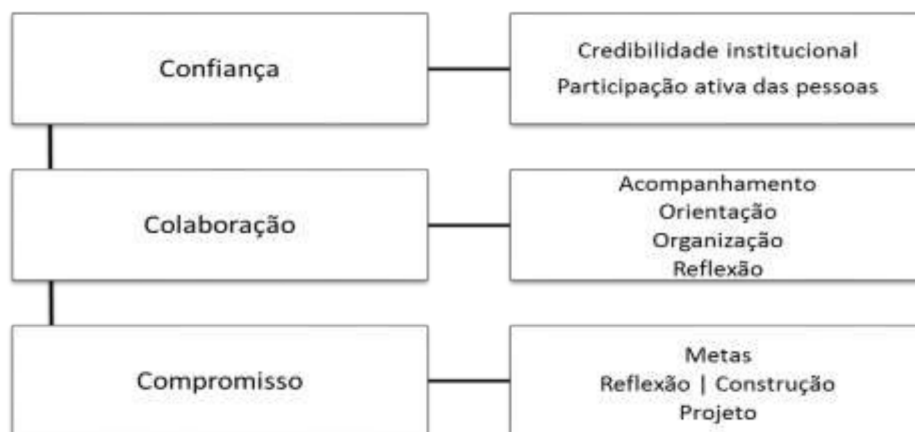 Confiança
Credibilidade institucional
Participação ativa das pessoas
Colaboração
Acompanhamento
Orientação
Organização
Reflexão
Compromisso
Metas
Reflexão | Construção
Projeto